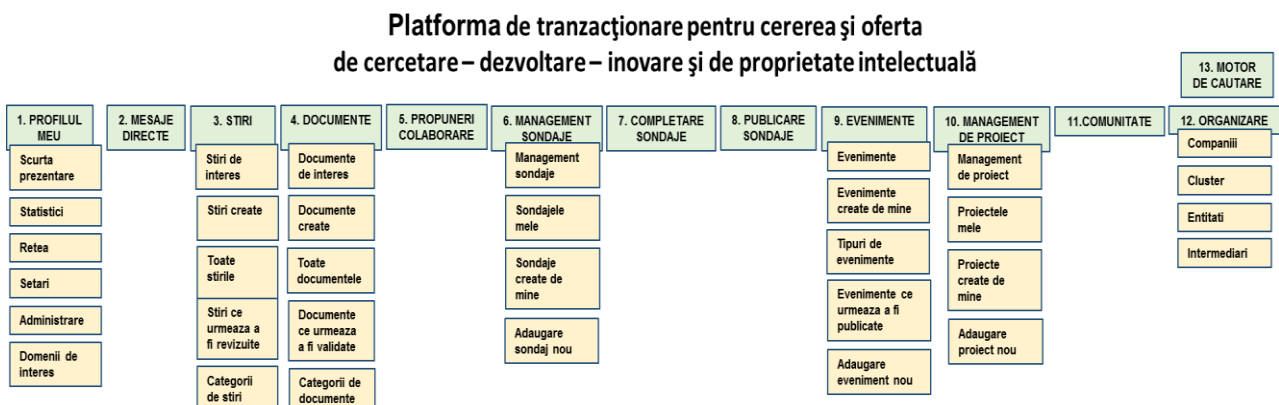 Platforma de tranzacţionare pentru cererea şi oferta
de cercetare – dezvoltare – inovare şi de proprietate intelectuală
13. MOTOR
DE CAUTARE
1. PROFILUL
MEU
2. MESAJE
DIRECTE
3. STIRI
4. DOCUMENTE
5. PROPUNERI
COLABORARE
6. MANAGEMENT
SONDAJE
7. COMPLETARE
SONDAJE
8. PUBLICARE
SONDAJE
9. EVENIMENTE
10. MANAGEMENT
DE PROIECT
11.COMUNITATE
12. ORGANIZARE
Scurta
prezentare
Statistici
Retea
Setari
Administrare
Domenii de
interes
Stiri de
interes
Stiri create
Toate
stirile
Stiri ce
urmeaza a
fi revizuite
Categorii
de stiri
Documente
de interes
Documente
create
Toate
documentele
Documente
ce urmeaza
a fi validate
Categorii de
documente
Management
sondaje
Sondajele
mele
Sondaje
create de
mine
Adaugare
sondaj nou
Evenimente
Evenimente
create de mine
Tipuri de
evenimente
Evenimente ce
urmeaza a fi
publicate
Adaugare
eveniment nou
Management
de proiect
Proiectele
mele
Proiecte
create de
mine
Adaugare
proiect nou
Companiii
Cluster
Entitati
Intermediari